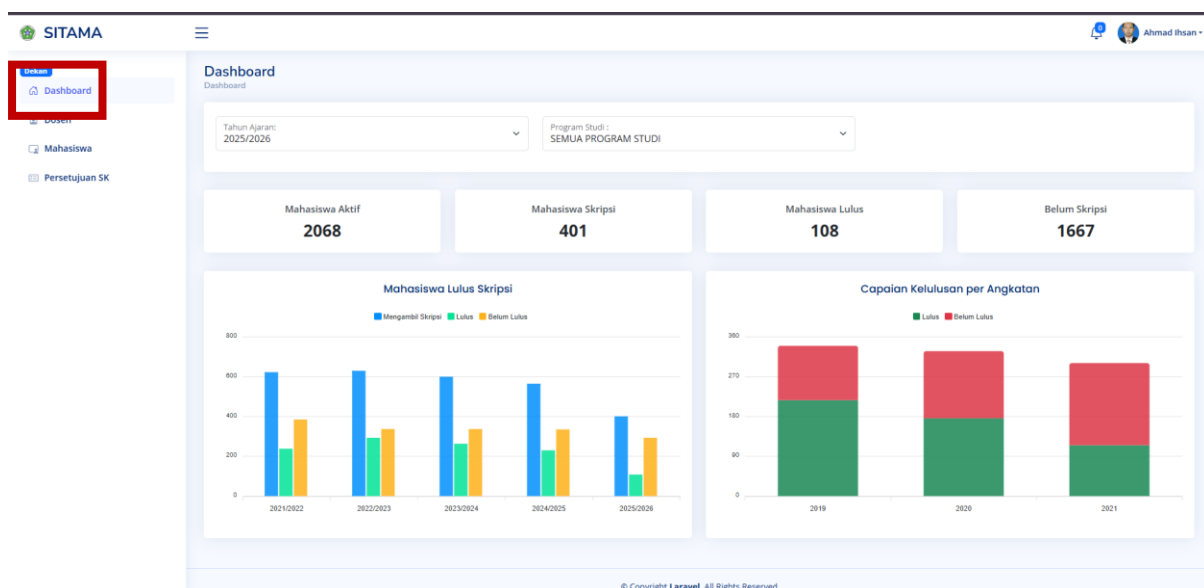 SITAMA
0
Ahmad Ihsan
Dekan
Dashboard
Dosen
Mahasiswa
Persetujuan SK
Dashboard
Dashboard
Tahun Ajaran:
2025/2026
Program Studi :
SEMUA PROGRAM STUDI
Mahasiswa Aktif
2068
Mahasiswa Skripsi
401
Mahasiswa Lulus
108
Belum Skripsi
1667
Mahasiswa Lulus Skripsi
Mengambil Skripsi Lulus Belum Lulus
800
600
400
200
0
2021/2022 2022/2023 2023/2024 2024/2025 2025/2026
Capaian Kelulusan per Angkatan
Lulus Belum Lulus
360
270
180
90
0
2019 2020 2021
© Copyright Laravel. All Rights Reserved